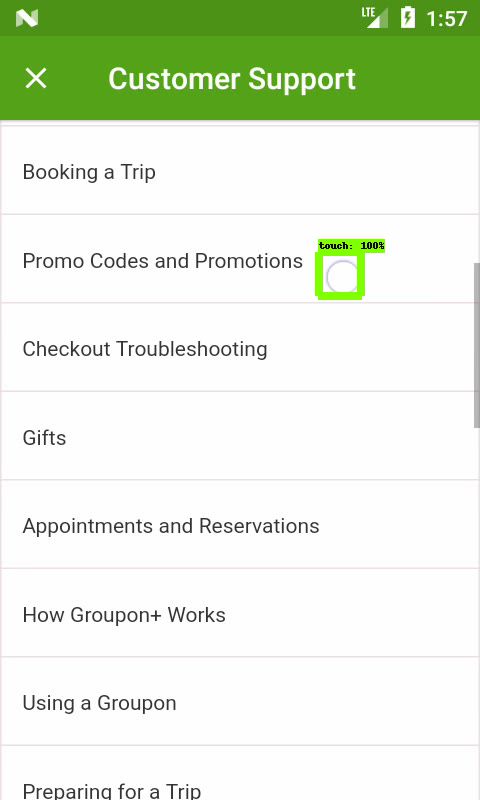 LTE 1:57
Customer Support
Booking a Trip
touch: 100%
Promo Codes and Promotions
Checkout Troubleshooting
Gifts
Appointments and Reservations
How Groupon+ Works
Using a Groupon
Preparing for a Trip